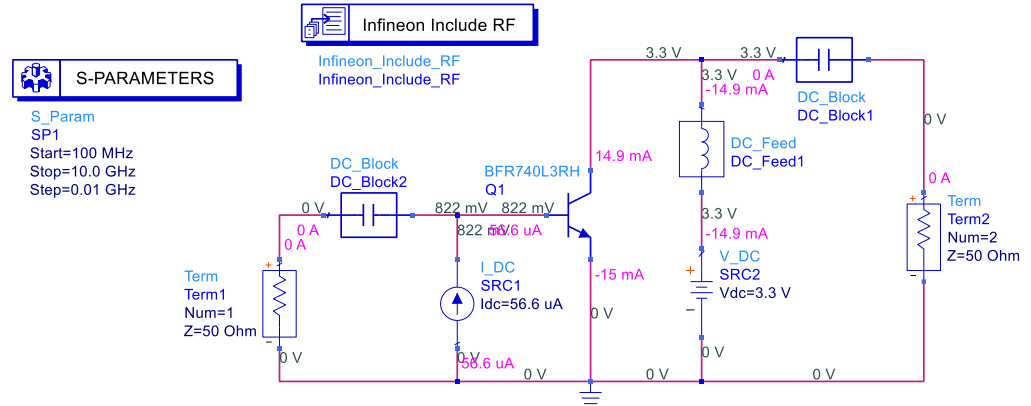 Infineon Include RF
Infineon_Include_RF
Infineon_Include_RF
S-PARAMETERS
S_Param
SP1
Start=100 MHz
Stop=10.0 GHz
Step=0.01 GHz
3.3 V
3.3 V
3.3 V
0 A
-14.9 mA
DC_Block
DC_Block1
0 V
DC_Feed
DC_Feed1
14.9 mA
DC_Block
DC_Block2
BFR740L3RH
Q1
0 V
0 A
0 A
822 mV
822 mV
822 mV
56.6 uA
3.3 V
-14.9 mA
0 A
Term
Term2
Num=2
Z=50 Ohm
+
-
V_DC
SRC2
Vdc=3.3 V
+
-
I_DC
SRC1
Idc=56.6 uA
-15 mA
Term
Term1
Num=1
Z=50 Ohm
+
-
0 V
0 V
0 V
56.6 uA
0 V
0 V
0 V
0 V